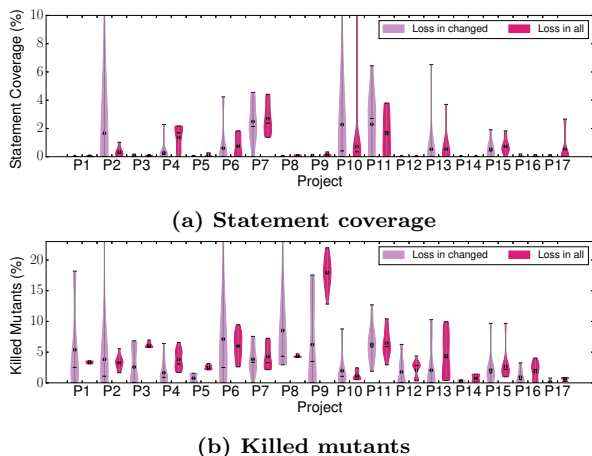 10
8
6
4
2
0
Statement Coverage (%)
Loss in changed Loss in all
P1 P2 P3 P4 P5 P6 P7 P8 P9 P10 P11 P12 P13 P14 P15 P16 P17
Project
(a) Statement coverage
20
15
10
5
0
Killed Mutants (%)
Loss in changed Loss in all
P1 P2 P3 P4 P5 P6 P7 P8 P9 P10 P11 P12 P13 P14 P15 P16 P17
Project
(b) Killed mutants